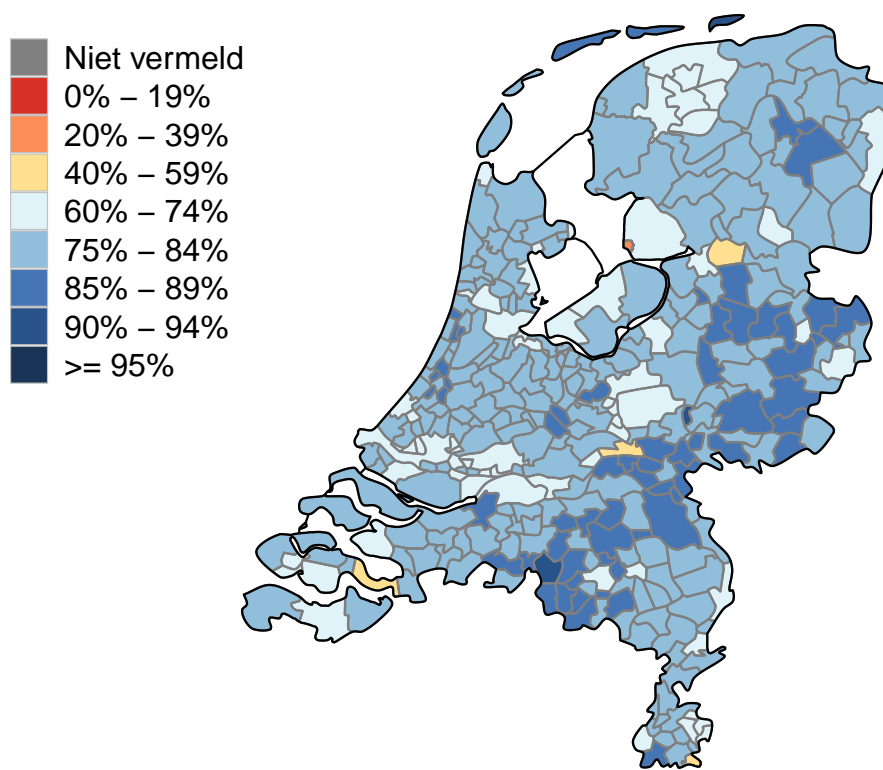 Niet vermeld
0% – 19%
20% – 39%
40% – 59%
60% – 74%
75% – 84%
85% – 89%
90% – 94%
>= 95%